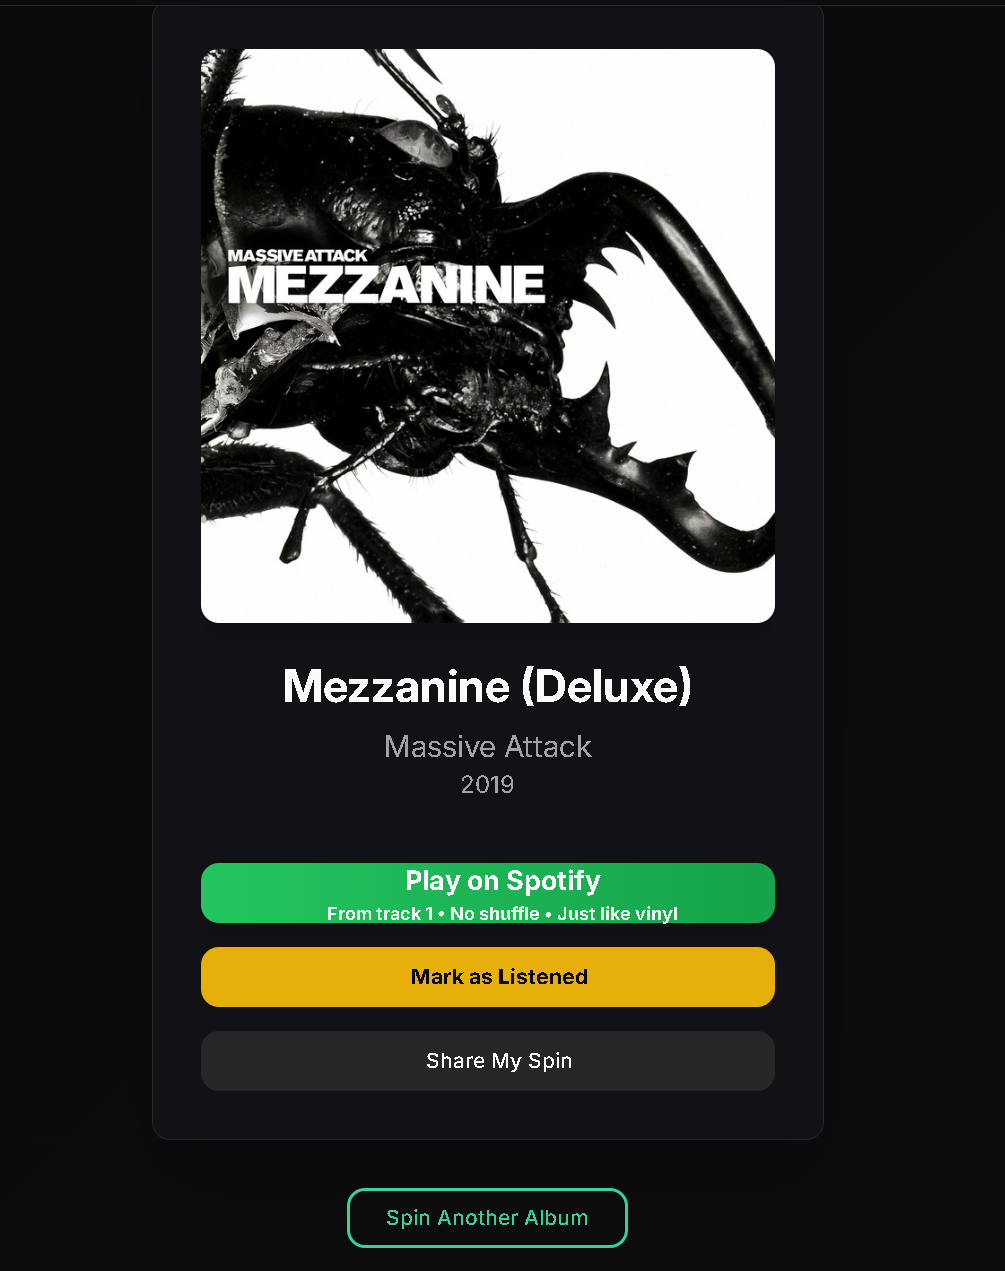 MASSIVE ATTACK
MEZZANINE
Mezzanine (Deluxe)
Massive Attack
2019
Play on Spotify
From track 1 • No shuffle • Just like vinyl
Mark as Listened
Share My Spin
Spin Another Album